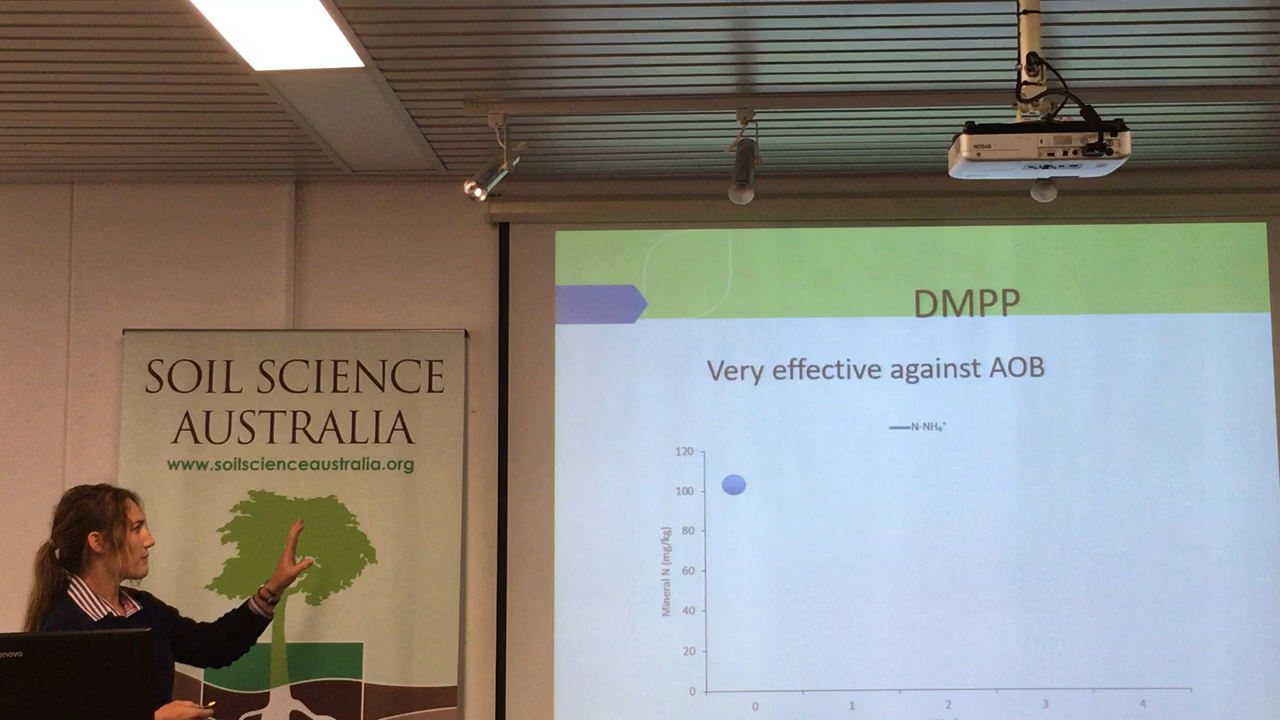 SOIL SCIENCE
AUSTRALIA
www.soilscienceaustralia.org
enovo
DMPP
Very effective against AOB
N-NH₄⁺
120
100
80
60
40
20
0
Mineral N (mg/kg)
0 1 2 3 4